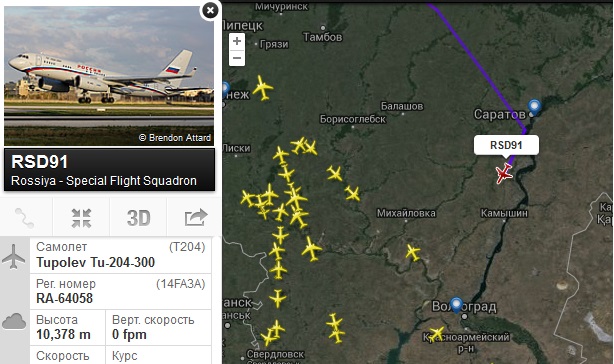 © Brendon Attard
RSD91
Rossiya - Special Flight Squadron
3D
Самолет (T204)
Tupolev Tu-204-300
Рег. номер (14FA3A)
RA-64058
Высота Верт. скорость
10,378 m 0 fpm
Скорость Курс
Мичуринск
Липецк
Тамбов
Грязи
неж
Балашов
Саратов
Борисоглебск
Лиски
RSD91
Михайловка
Камышин
Волгоград
Красноармейский
р-н
нск
Свердловск